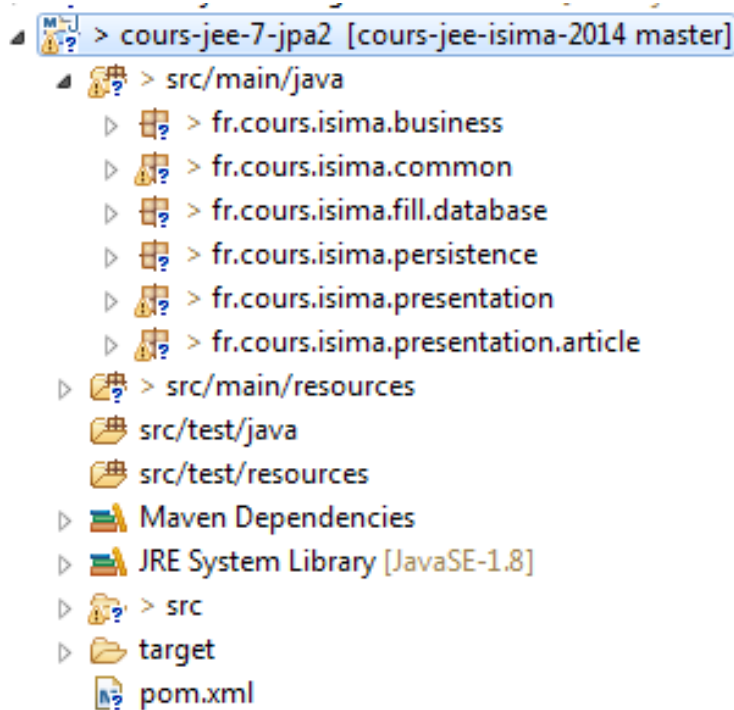 > cours-jee-7-jpa2 [cours-jee-isima-2014 master]
> src/main/java
> fr.cours.isima.business
> fr.cours.isima.common
> fr.cours.isima.fill.database
> fr.cours.isima.persistence
> fr.cours.isima.presentation
> fr.cours.isima.presentation.article
> src/main/resources
src/test/java
src/test/resources
Maven Dependencies
JRE System Library [JavaSE-1.8]
> src
target
pom.xml